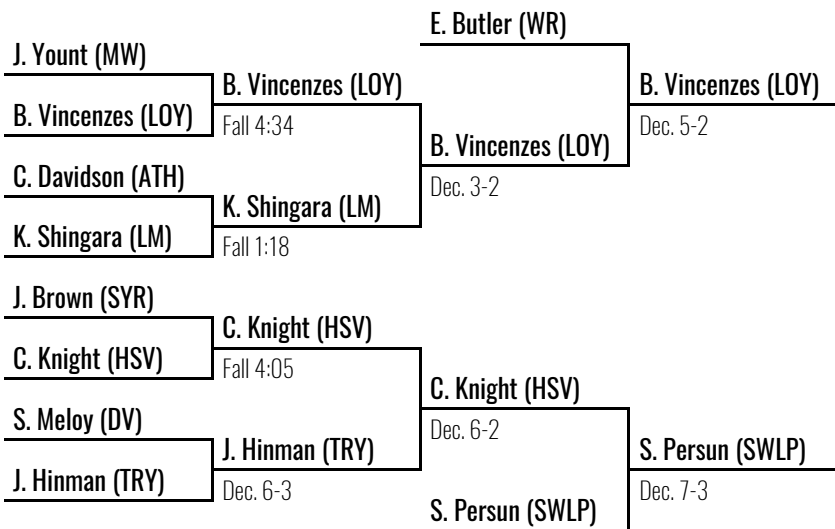 E. Butler (WR)
J. Yount (MW)
B. Vincenzes (LOY)
B. Vincenzes (LOY)
B. Vincenzes (LOY)
Fall 4:34
Dec. 5-2
B. Vincenzes (LOY)
C. Davidson (ATH)
Dec. 3-2
K. Shingara (LM)
K. Shingara (LM)
Fall 1:18
J. Brown (SYR)
C. Knight (HSV)
C. Knight (HSV)
Fall 4:05
C. Knight (HSV)
S. Meloy (DV)
Dec. 6-2
J. Hinman (TRY)
S. Persun (SWLP)
J. Hinman (TRY)
Dec. 6-3
Dec. 7-3
S. Persun (SWLP)